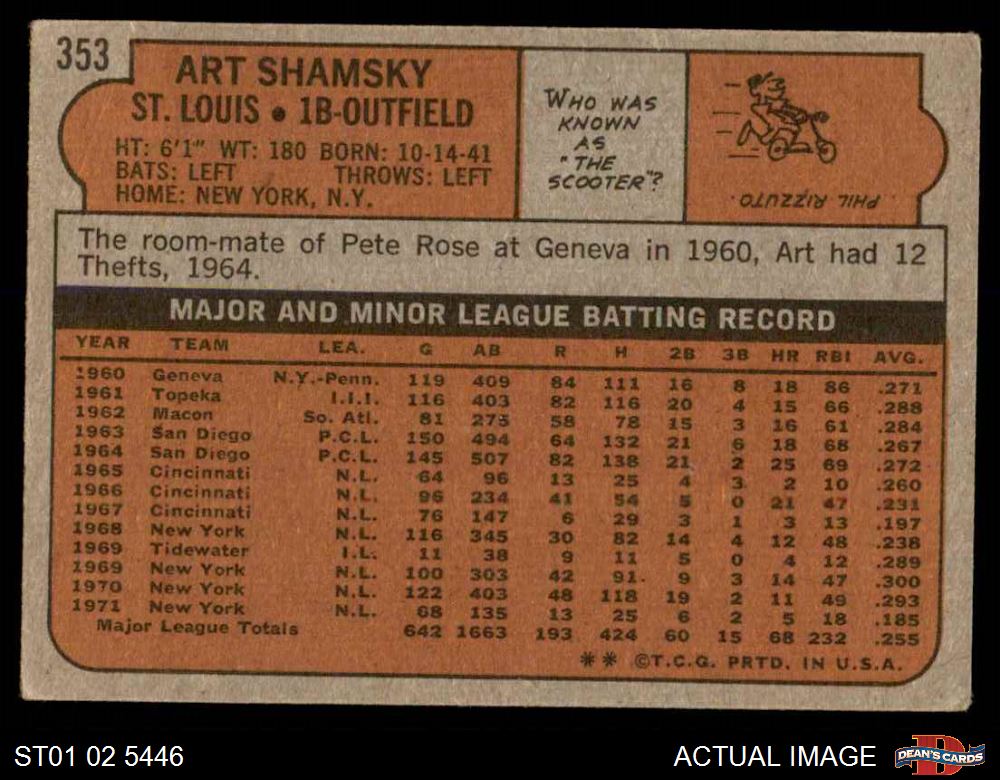 353
ART SHAMSKY
ST. LOUIS • 1B-OUTFIELD
HT: 6'1" WT: 180 BORN: 10-14-41
BATS: LEFT THROWS: LEFT
HOME: NEW YORK, N.Y.
WHO WAS
KNOWN
AS
"THE
SCOOTER"?
PHIL RIZZUTO
The room-mate of Pete Rose at Geneva in 1960, Art had 12
Thefts, 1964.
MAJOR AND MINOR LEAGUE BATTING RECORD
YEAR TEAM LEA. G AB R H 2B 3B HR RBI AVG.
1960 Geneva N.Y.-Penn. 119 409 84 111 16 8 18 86 .271
1961 Topeka I.I.I. 116 403 82 116 20 4 15 66 .288
1962 Macon So. Atl. 81 275 58 78 15 3 16 61 .284
1963 San Diego P.C.L. 150 494 64 132 21 6 18 68 .267
1964 San Diego P.C.L. 145 507 82 138 21 2 25 69 .272
1965 Cincinnati N.L. 64 96 13 25 4 3 2 10 .260
1966 Cincinnati N.L. 96 234 41 54 5 0 21 47 .231
1967 Cincinnati N.L. 76 147 6 29 3 1 3 13 .197
1968 New York N.L. 116 345 30 82 14 4 12 48 .238
1969 Tidewater I.L. 11 38 9 11 5 0 4 12 .289
1969 New York N.L. 100 303 42 91 9 3 14 47 .300
1970 New York N.L. 122 403 48 118 19 2 11 49 .293
1971 New York N.L. 68 135 13 25 6 2 5 18 .185
Major League Totals 642 1663 193 424 60 15 68 232 .255
** ©T.C.G. PRTD. IN U.S.A.
ST01 02 5446
ACTUAL IMAGE
D
DEAN'S CARDS